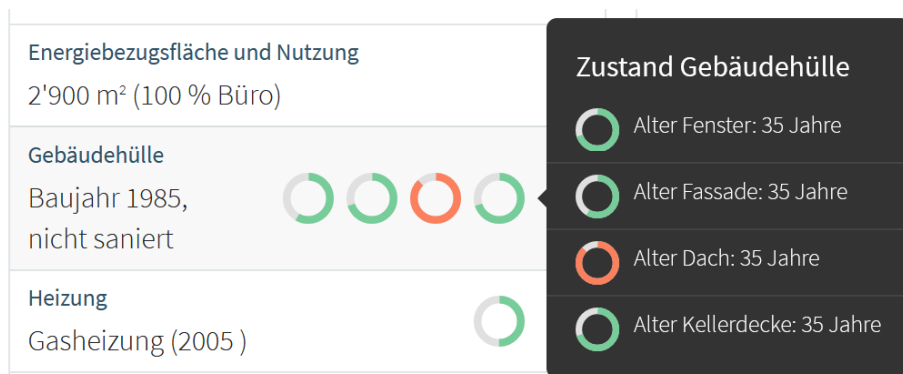 Energiebezugsfläche und Nutzung
2'900 m² (100 % Büro)
Gebäudehülle
Baujahr 1985,
nicht saniert
Heizung
Gasheizung (2005 )
Zustand Gebäudehülle
Alter Fenster: 35 Jahre
Alter Fassade: 35 Jahre
Alter Dach: 35 Jahre
Alter Kellerdecke: 35 Jahre